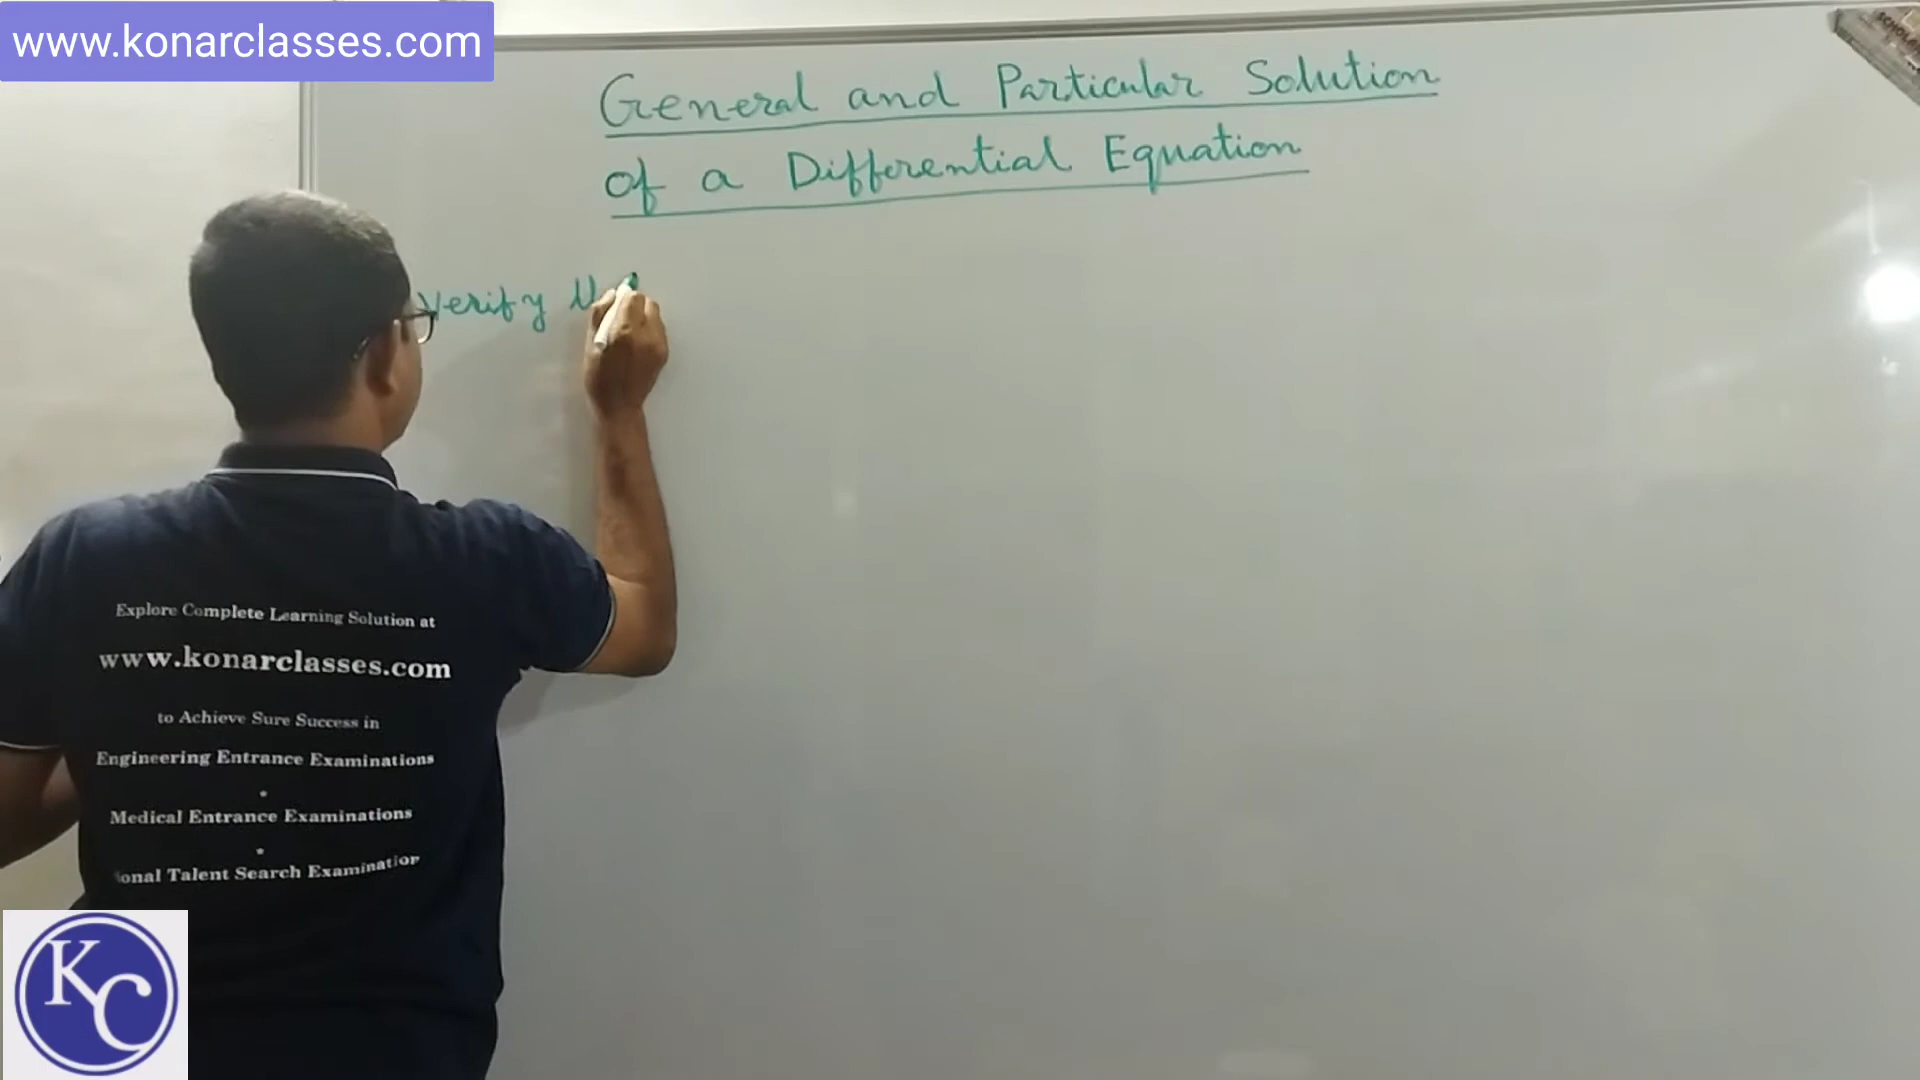 www.konarclasses.com
General and Particular Solution
of a Differential Equation
Verify
Explore Complete Learning Solution at
www.konarclasses.com
to Achieve Sure Success in
Engineering Entrance Examinations
*
Medical Entrance Examinations
*
ional Talent Search Examination
KC